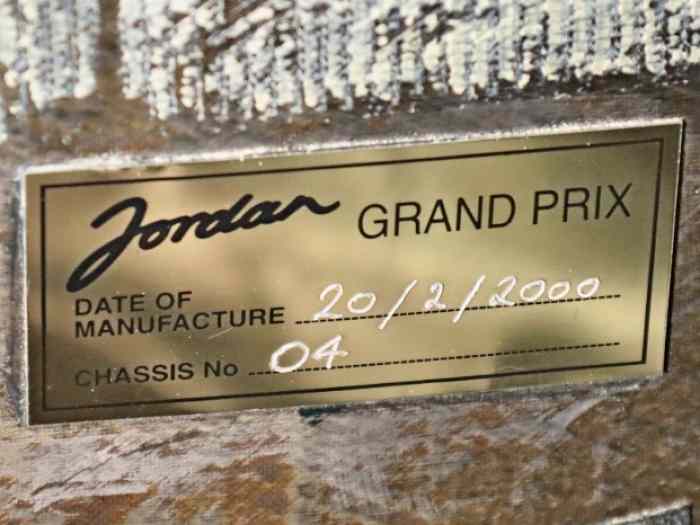 Jordan GRAND PRIX
DATE OF
MANUFACTURE 20/2/2000
CHASSIS No 04